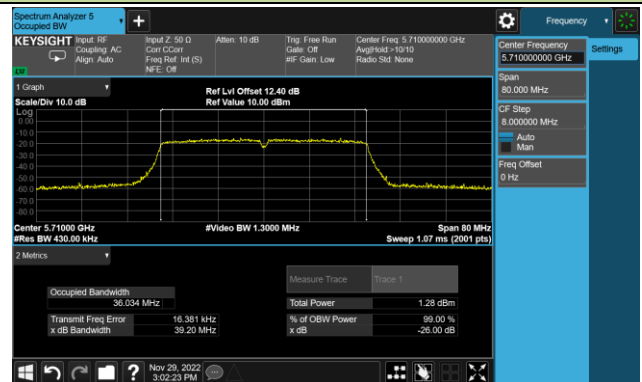 Spectrum Analyzer 5
Occupied BW
Frequency
KEYSIGHT
Input: RF
Coupling: AC
Align: Auto
Input Z: 50 Ω
Corr CCorr
Freq Ref: Int (S)
NFE: Off
Atten: 10 dB
Trig: Free Run
Gate: Off
#IF Gain: Low
Center Freq: 5.710000000 GHz
Avg|Hold:>10/10
Radio Std: None
LXI
Center Frequency
5.710000000 GHz
Settings
Span
80.000 MHz
CF Step
8.000000 MHz
Auto
Man
Freq Offset
0 Hz
1 Graph
Scale/Div 10.0 dB
Ref Lvl Offset 12.40 dB
Ref Value 10.00 dBm
Log
0.00
-10.0
-20.0
-30.0
-40.0
-50.0
-60.0
-70.0
-80.0
Center 5.71000 GHz
#Video BW 1.3000 MHz
Span 80 MHz
#Res BW 430.00 kHz
Sweep 1.07 ms (2001 pts)
2 Metrics
Measure Trace
Trace 1
Occupied Bandwidth
36.034 MHz
Total Power
1.28 dBm
Transmit Freq Error
16.381 kHz
% of OBW Power
99.00 %
x dB Bandwidth
39.20 MHz
x dB
-26.00 dB
Nov 29, 2022
3:02:23 PM